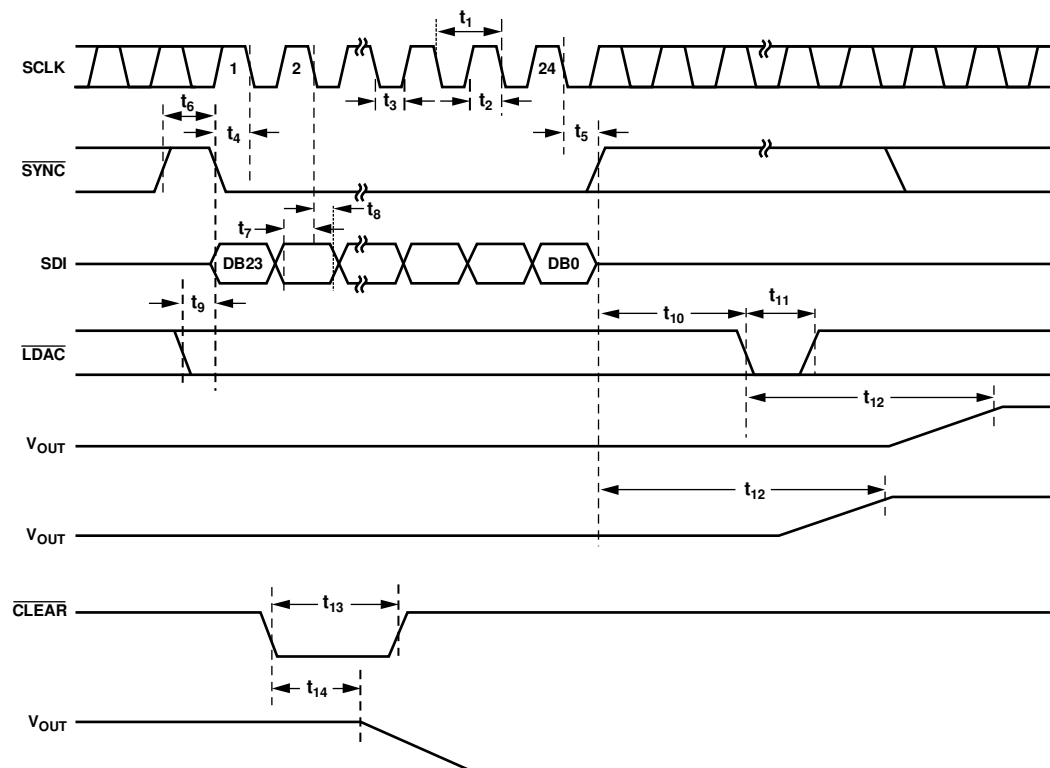 t1
SCLK
1
2
24
t3
t2
t6
t4
t5
SYNC
t8
t7
SDI
DB23
DB0
t9
t10
t11
LDAC
t12
VOUT
t12
VOUT
CLEAR
t13
t14
VOUT